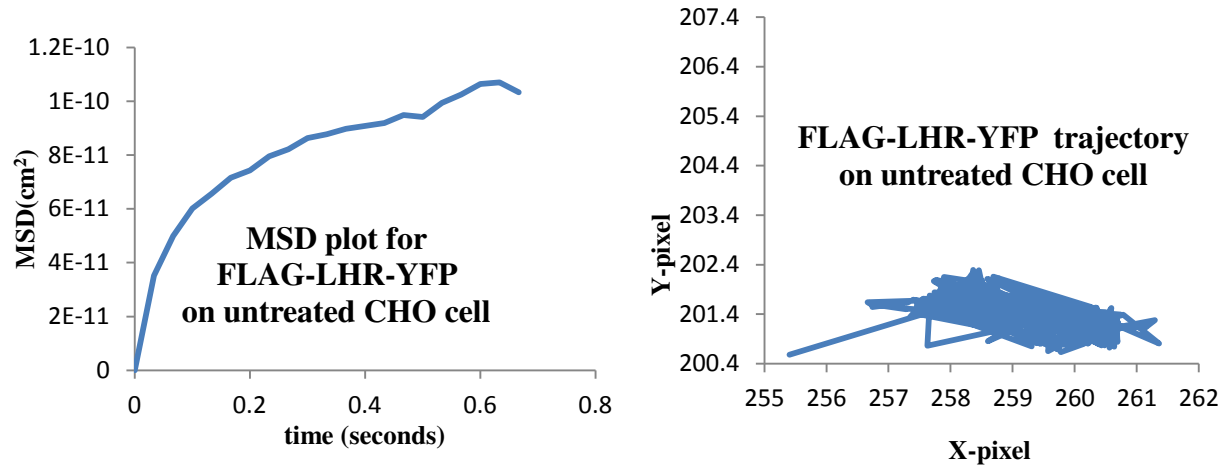 1.2E-10
1E-10
8E-11
6E-11
4E-11
2E-11
0
MSD(cm²)
MSD plot for
FLAG-LHR-YFP
on untreated CHO cell
0 0.2 0.4 0.6 0.8
time (seconds)
207.4
206.4
205.4
204.4
203.4
202.4
201.4
200.4
Y-pixel
FLAG-LHR-YFP trajectory
on untreated CHO cell
255 256 257 258 259 260 261 262
X-pixel